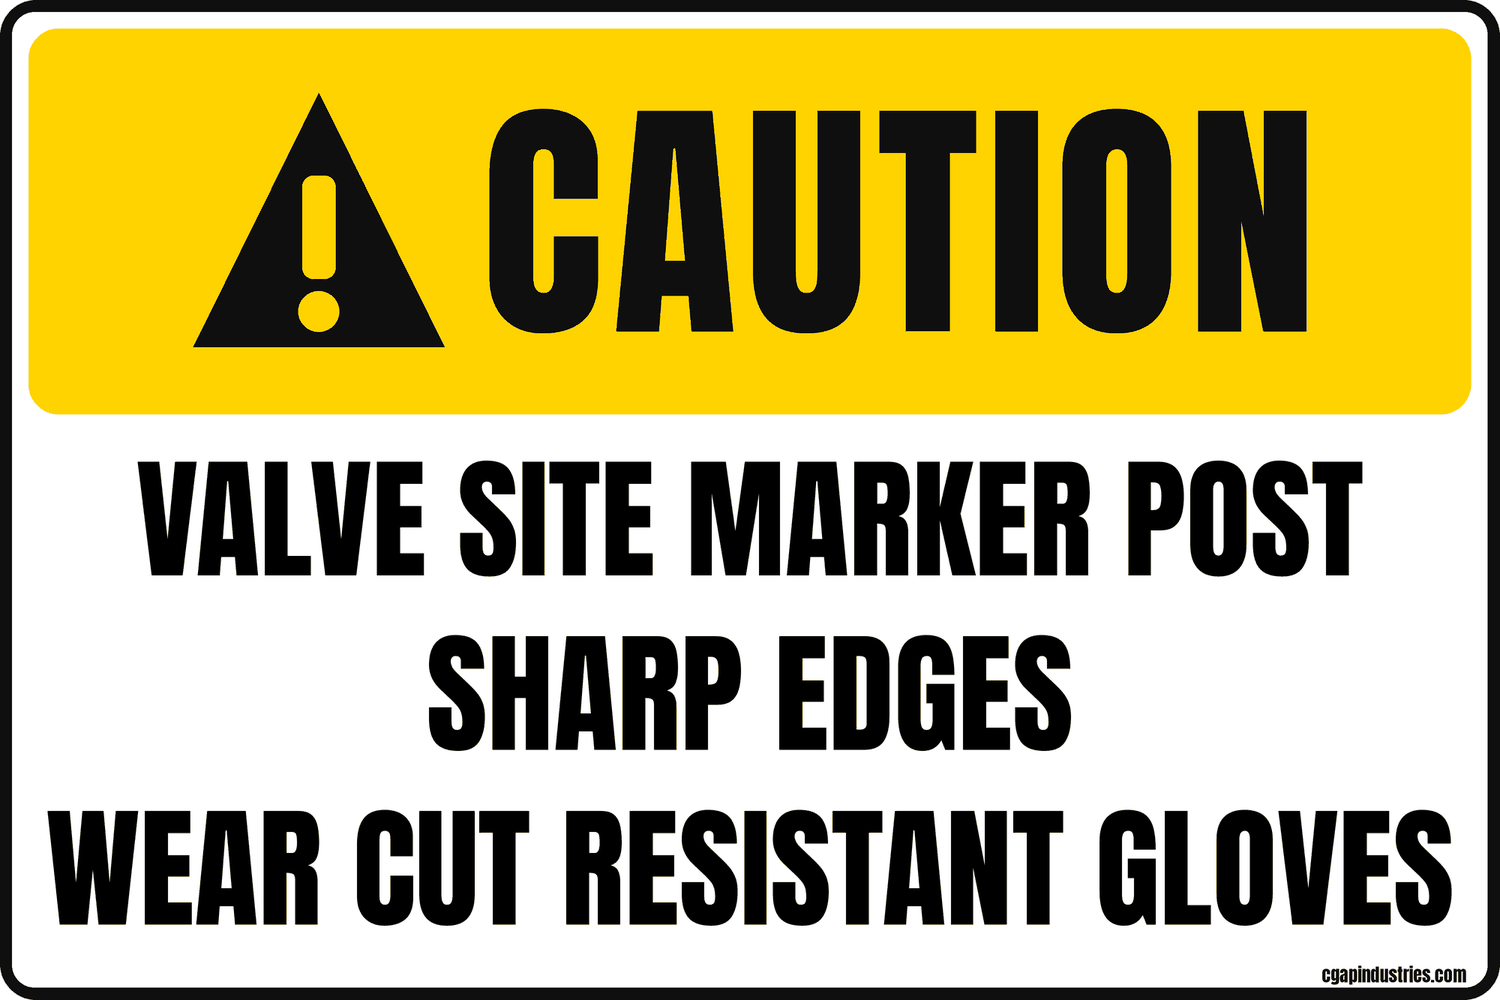 CAUTION
VALVE SITE MARKER POST
SHARP EDGES
WEAR CUT RESISTANT GLOVES
cgapindustries.com